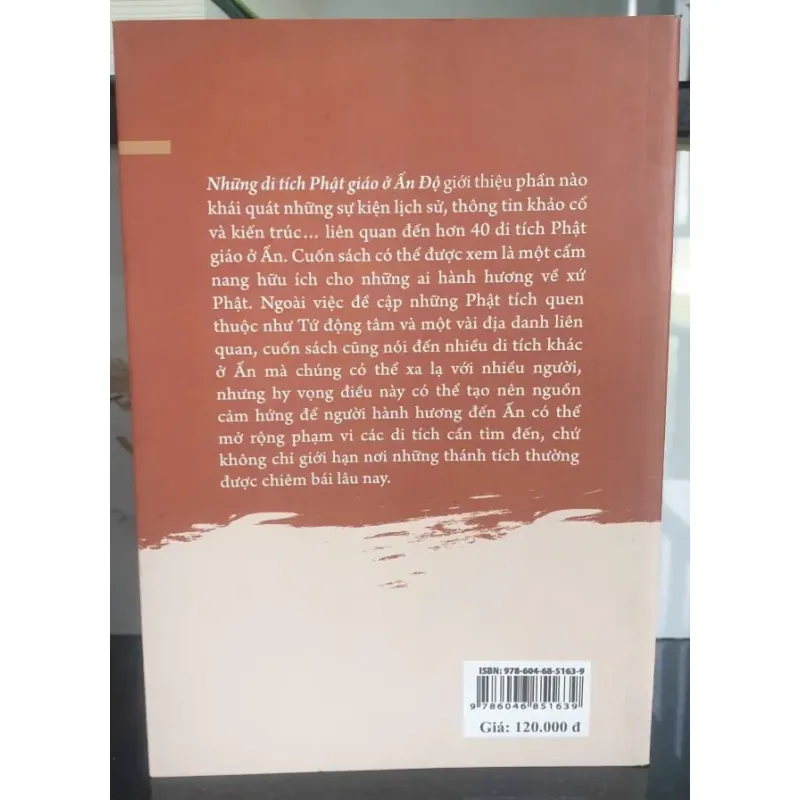 Những di tích Phật giáo ở Ấn Độ giới thiệu phần nào
khái quát những sự kiện lịch sử, thông tin khảo cổ
và kiến trúc... liên quan đến hơn 40 di tích Phật
giáo ở Ấn. Cuốn sách có thể được xem là một cẩm
nang hữu ích cho những ai hành hương về xứ
Phật. Ngoài việc đề cập những Phật tích quen
thuộc như Tứ động tâm và một vài địa danh liên
quan, cuốn sách cũng nói đến nhiều di tích khác
ở Ấn mà chúng có thể xa lạ với nhiều người,
nhưng hy vọng điều này có thể tạo nên nguồn
cảm hứng để người hành hương đến Ấn có thể
mở rộng phạm vi các di tích cần tìm đến, chứ
không chỉ giới hạn nơi những thánh tích thường
được chiêm bái lâu nay.
ISBN: 978-604-68-5163-9
9 786046 851639
Giá: 120.000 đ